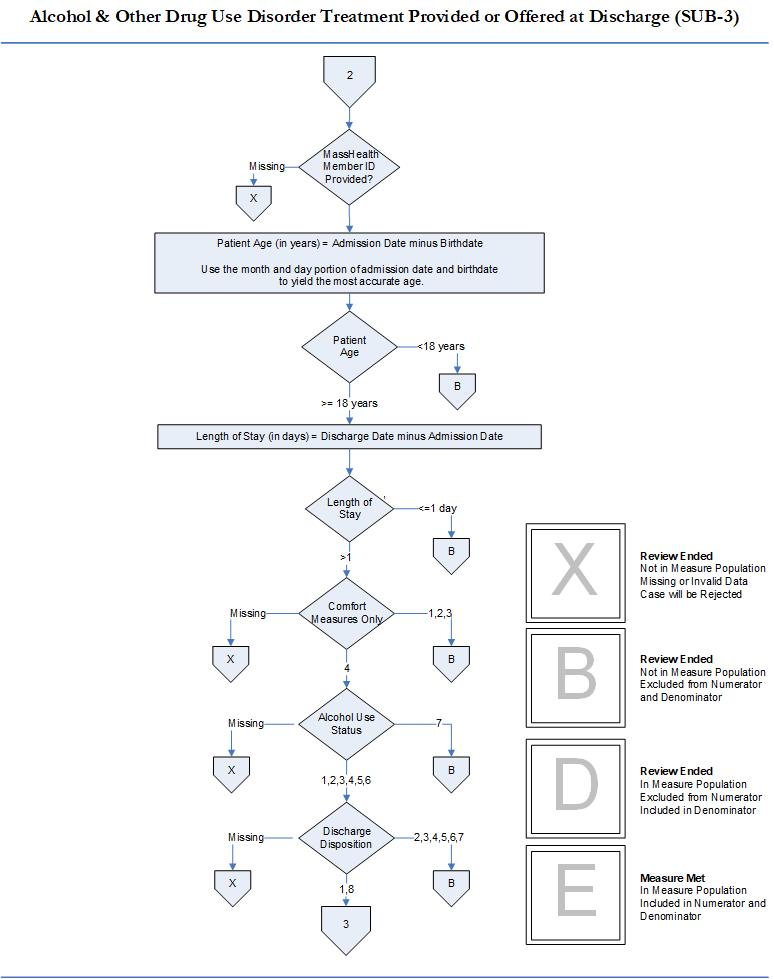 Alcohol & Other Drug Use Disorder Treatment Provided or Offered at Discharge (SUB-3)
2
MassHealth
Member ID
Provided?
Missing
X
Patient Age (in years) = Admission Date minus Birthdate
Use the month and day portion of admission date and birthdate
to yield the most accurate age.
Patient
Age
<18 years
B
>= 18 years
Length of Stay (in days) = Discharge Date minus Admission Date
Length of
Stay
<=1 day
B
>1
Comfort
Measures Only
Missing
X
1,2,3
B
4
Alcohol Use
Status
Missing
X
7
B
1,2,3,4,5,6
Discharge
Disposition
Missing
X
2,3,4,5,6,7
B
1,8
3
X
Review Ended
Not in Measure Population
Missing or Invalid Data
Case will be Rejected
B
Review Ended
Not in Measure Population
Excluded from Numerator
and Denominator
D
Review Ended
In Measure Population
Excluded from Numerator
Included in Denominator
E
Measure Met
In Measure Population
Included in Numerator and
Denominator